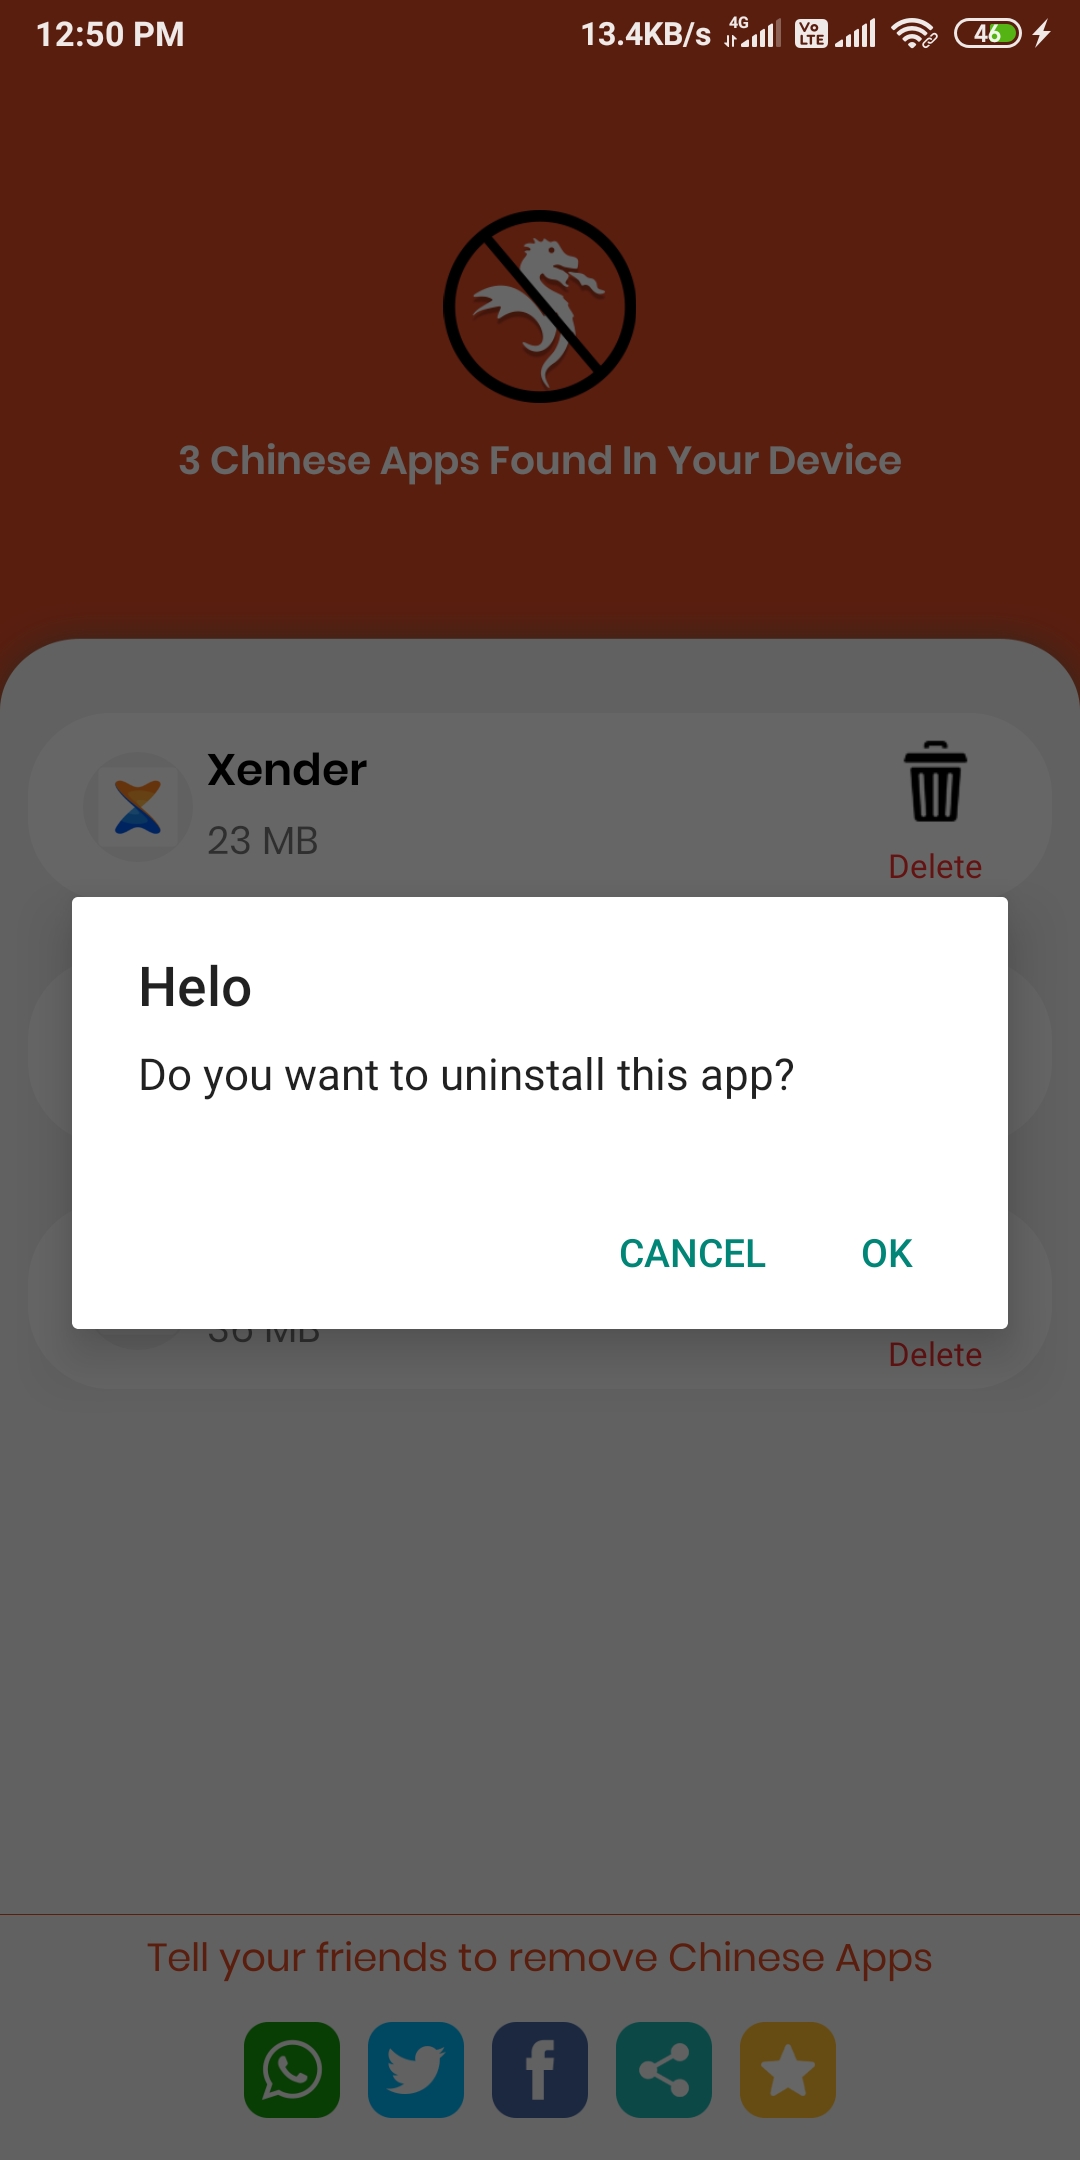 12:50 PM 13.4KB/s 4G Vo LTE 46
3 Chinese Apps Found In Your Device
Xender
23 MB
Delete
Helo
Do you want to uninstall this app?
CANCEL OK
36 MB
Delete
Tell your friends to remove Chinese Apps